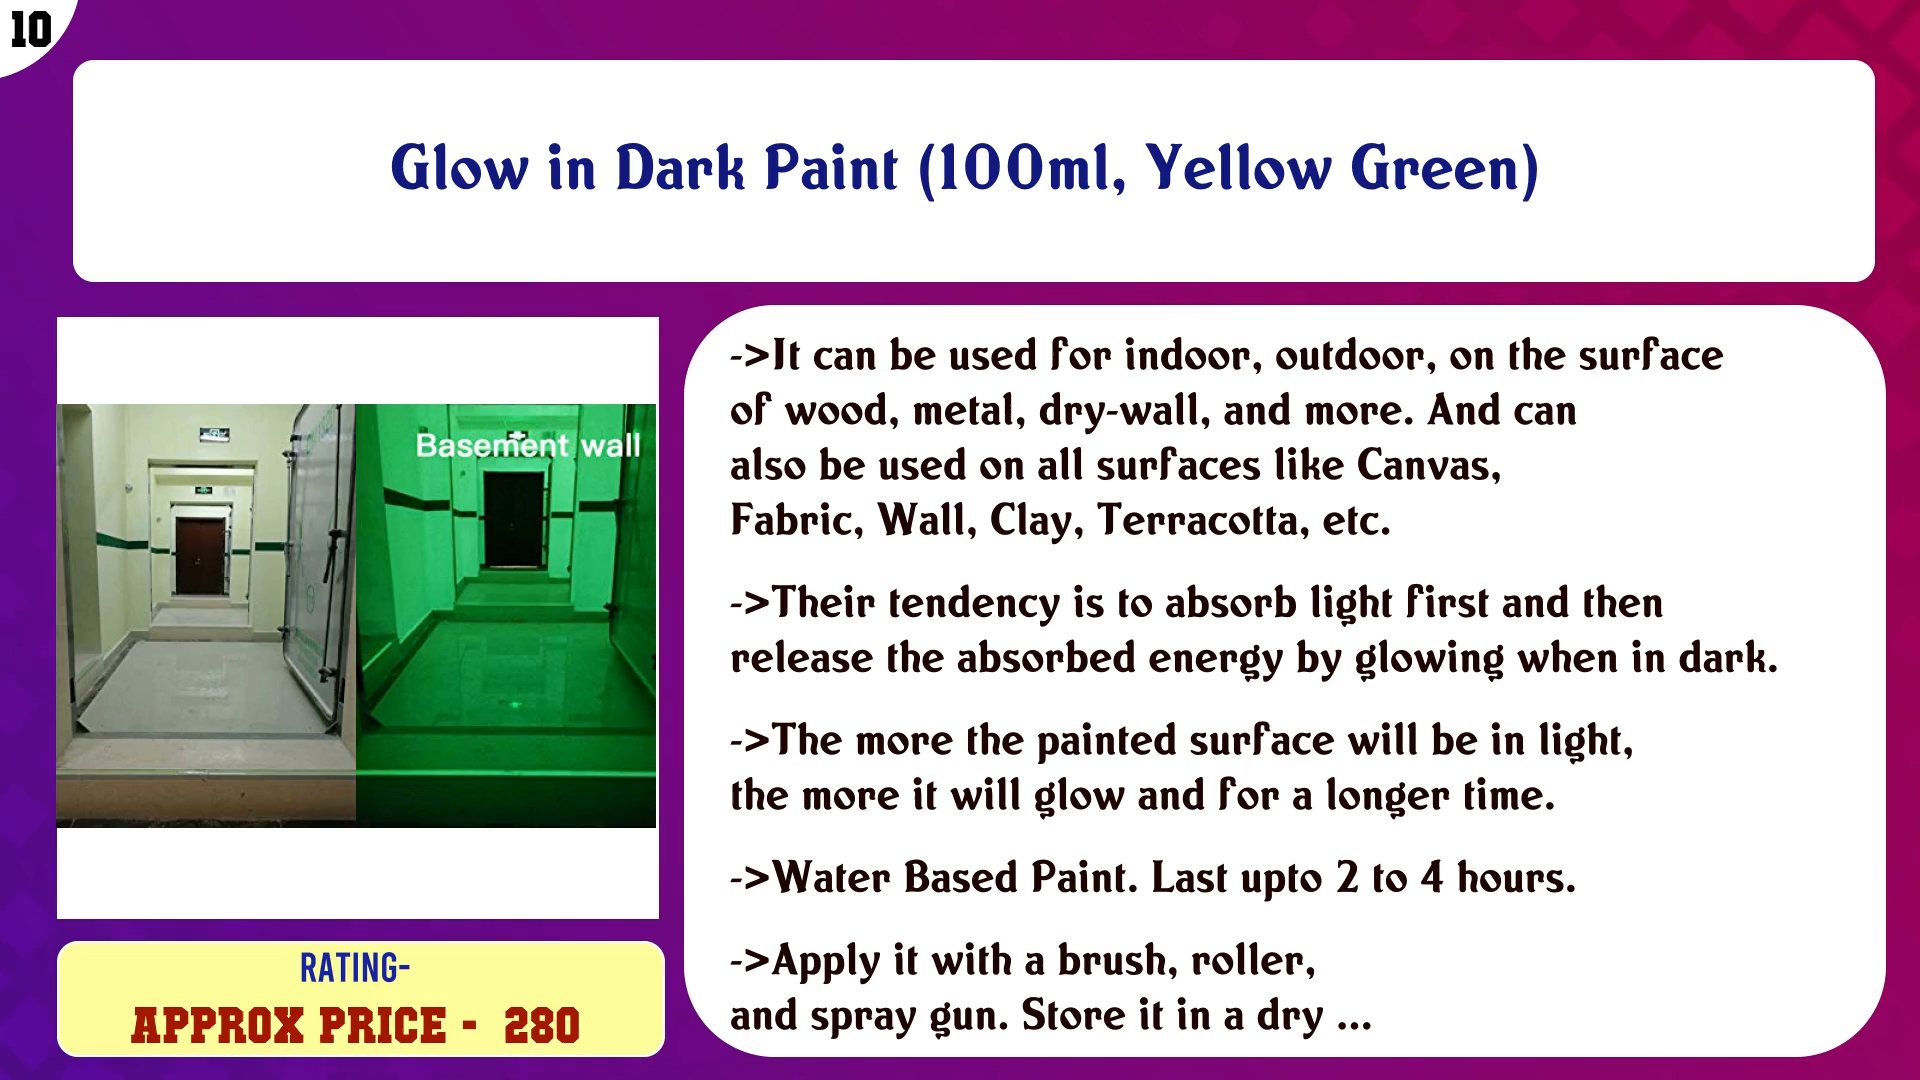 10
Glow in Dark Paint (100ml, Yellow Green)
Basement wall
->It can be used for indoor, outdoor, on the surface
of wood, metal, dry-wall, and more. And can
also be used on all surfaces like Canvas,
Fabric, Wall, Clay, Terracotta, etc.
->Their tendency is to absorb light first and then
release the absorbed energy by glowing when in dark.
->The more the painted surface will be in light,
the more it will glow and for a longer time.
->Water Based Paint. Last upto 2 to 4 hours.
->Apply it with a brush, roller,
and spray gun. Store it in a dry ...
RATING-
APPROX PRICE - 280